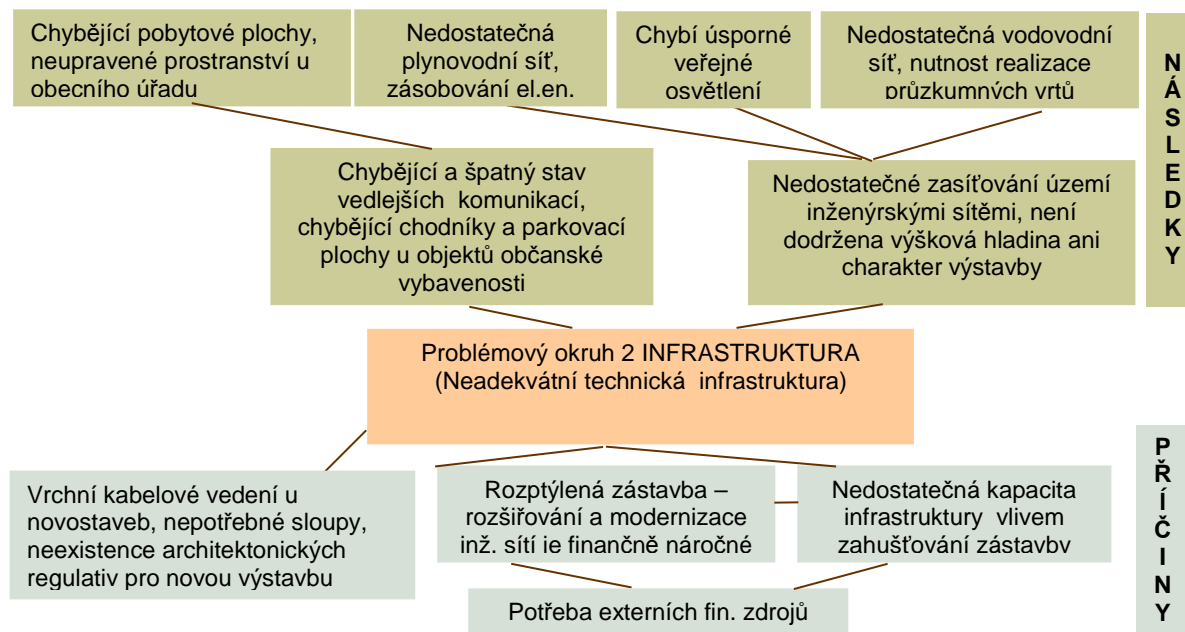 Chybějící pobytové plochy,
neupravené prostranství u
obecního úřadu
Nedostatečná
plynovodní síť,
zásobování el.en.
Chybí úsporné
veřejné
osvětlení
Nedostatečná vodovodní
síť, nutnost realizace
průzkumných vrtů
N
Á
S
L
E
D
K
Y
Chybějící a špatný stav
vedlejších komunikací,
chybějící chodníky a parkovací
plochy u objektů občanské
vybavenosti
Nedostatečné zasíťování území
inženýrskými sítěmi, není
dodržena výšková hladina ani
charakter výstavby
Problémový okruh 2 INFRASTRUKTURA
(Neadekvátní technická infrastruktura)
Vrchní kabelové vedení u
novostaveb, nepotřebné sloupy,
neexistence architektonických
regulativ pro novou výstavbu
Rozptýlená zástavba –
rozšiřování a modernizace
inž. sítí je finančně náročné
Nedostatečná kapacita
infrastruktury vlivem
zahušťování zástavby
Potřeba externích fin. zdrojů
P
Ř
Í
Č
I
N
Y